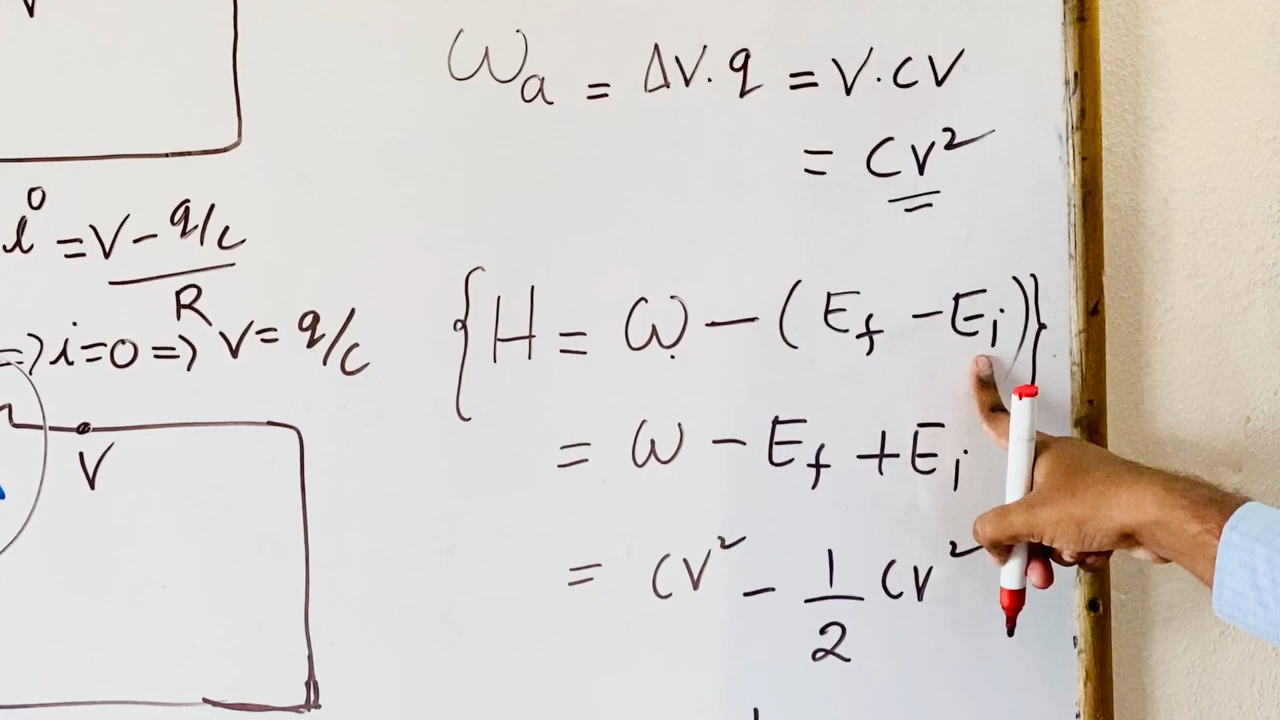 i = V - q/c
R
=> i=0 => V = q/c
V
Wa = ΔV. q = V.CV
= CV²
{H = W - (Ef - Ei)}
= W - Ef + Ei
= CV² - 1/2 CV²